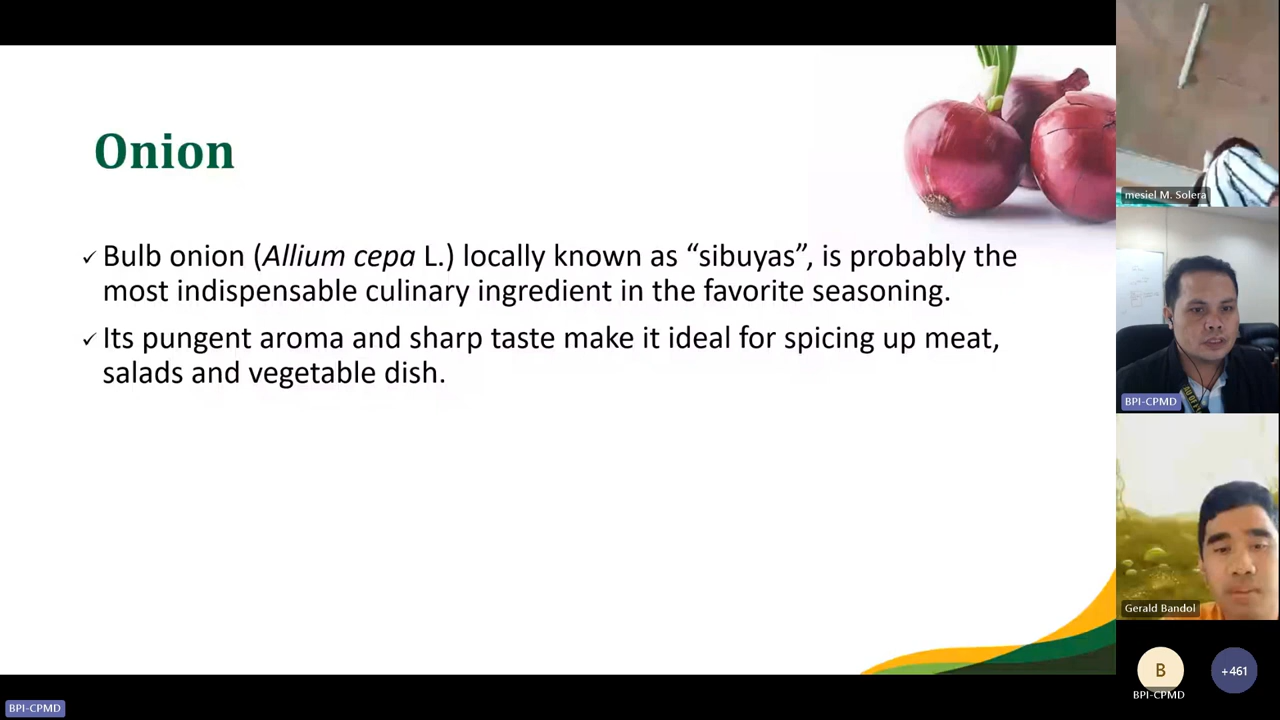 Onion
✓ Bulb onion (Allium cepa L.) locally known as “sibuyas”, is probably the
most indispensable culinary ingredient in the favorite seasoning.
✓ Its pungent aroma and sharp taste make it ideal for spicing up meat,
salads and vegetable dish.
mesiel M. Solera
BPI-CPMD
Gerald Bandol
B
BPI-CPMD
+461
BPI-CPMD